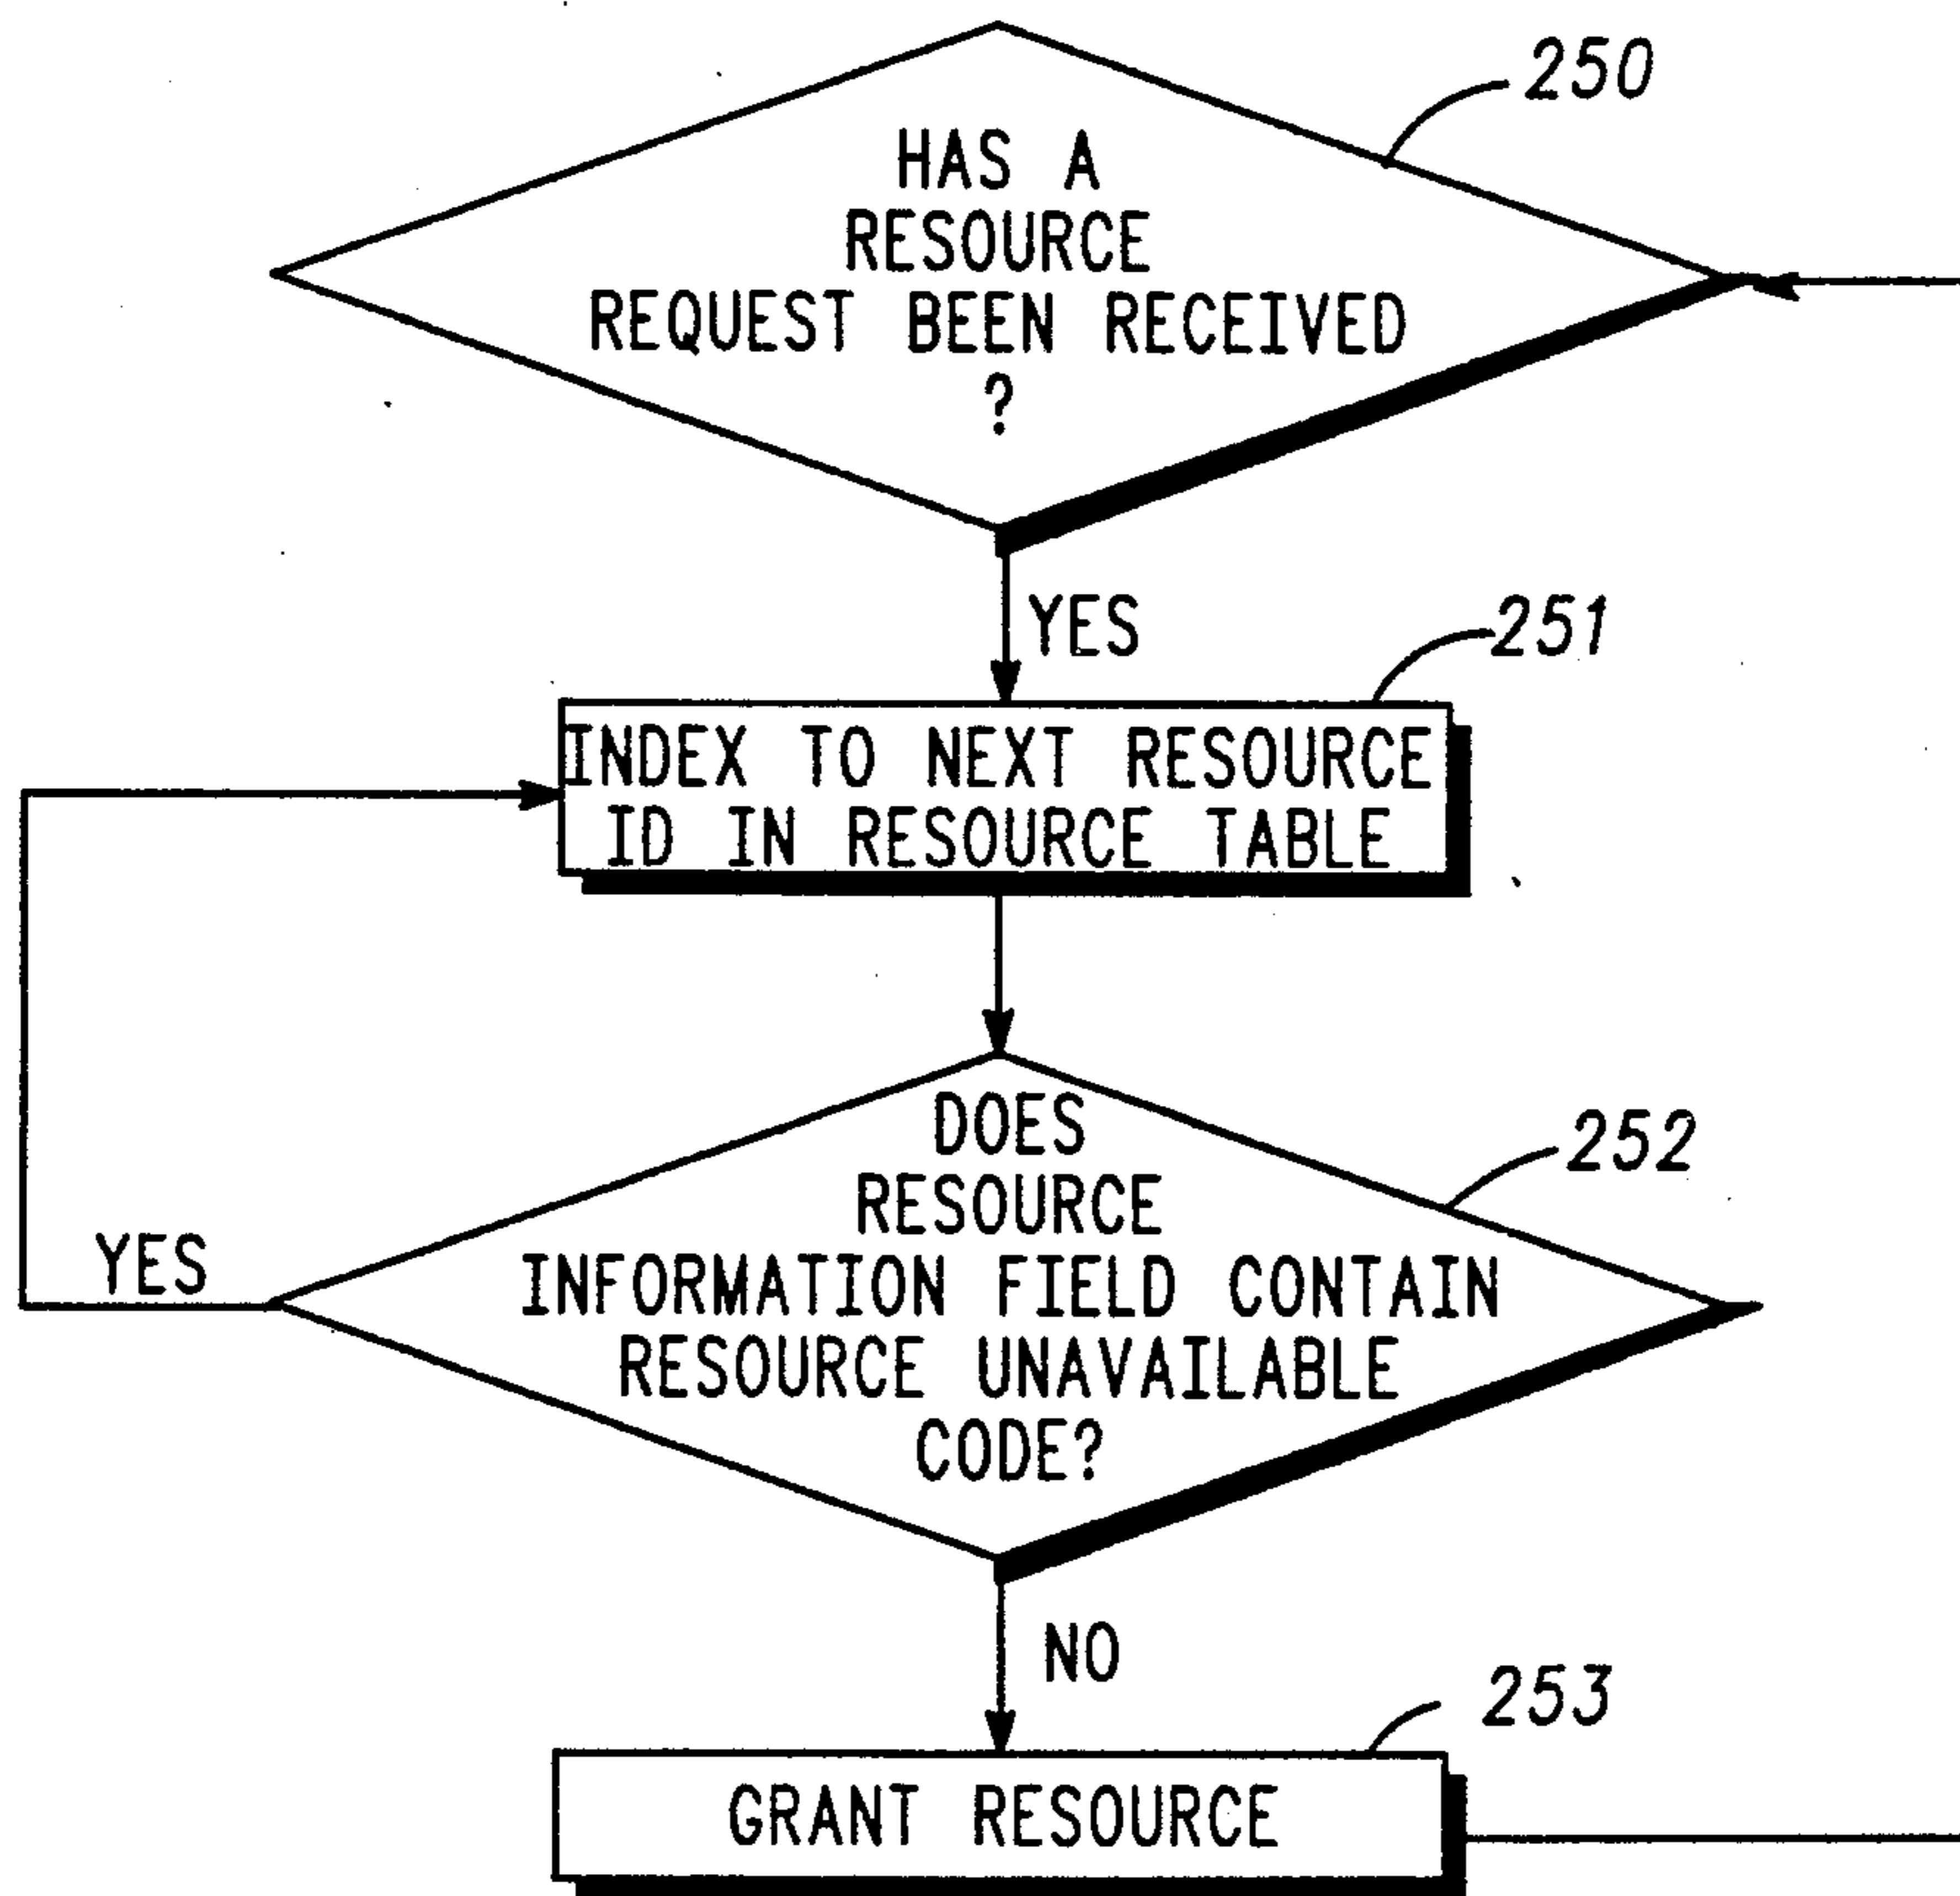 250
HAS A
RESOURCE
REQUEST BEEN RECEIVED
?
YES
251
INDEX TO NEXT RESOURCE
ID IN RESOURCE TABLE
252
DOES
RESOURCE
INFORMATION FIELD CONTAIN
RESOURCE UNAVAILABLE
CODE?
YES
NO
253
GRANT RESOURCE